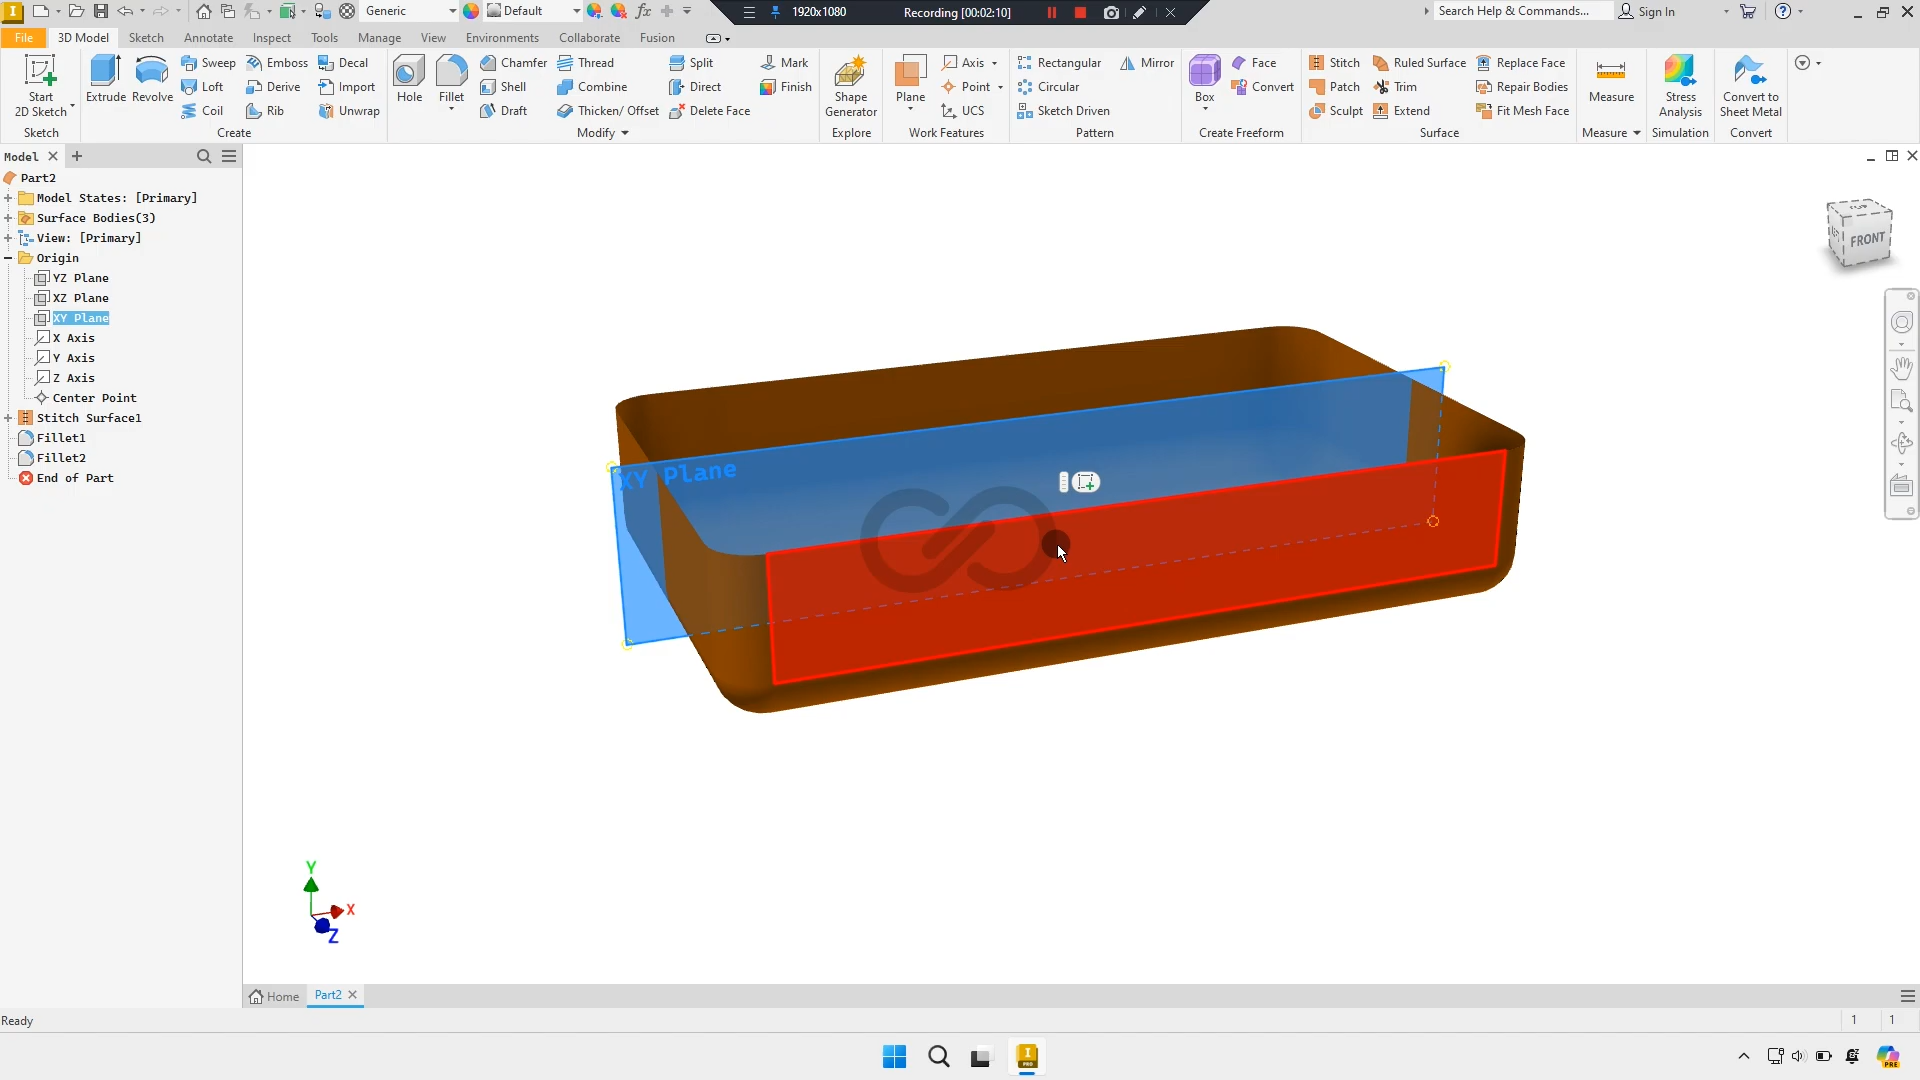 Generic
Default
fx
1920x1080
Recording [00:02:10]
Search Help & Commands...
Sign In
File
3D Model
Sketch
Annotate
Inspect
Tools
Manage
View
Environments
Collaborate
Fusion
Start
2D Sketch
Extrude
Revolve
Sweep
Loft
Coil
Emboss
Derive
Rib
Decal
Import
Unwrap
Hole
Fillet
Chamfer
Shell
Draft
Thread
Combine
Thicken/ Offset
Split
Direct
Delete Face
Mark
Finish
Shape
Generator
Plane
Axis
Point
UCS
Rectangular
Circular
Sketch Driven
Mirror
Box
Face
Convert
Stitch
Patch
Sculpt
Ruled Surface
Trim
Extend
Replace Face
Repair Bodies
Fit Mesh Face
Measure
Stress
Analysis
Convert to
Sheet Metal
Sketch
Create
Modify
Explore
Work Features
Pattern
Create Freeform
Surface
Measure
Simulation
Convert
Model
Part2
Model States: [Primary]
Surface Bodies(3)
View: [Primary]
Origin
YZ Plane
XZ Plane
XY Plane
X Axis
Y Axis
Z Axis
Center Point
Stitch Surface1
Fillet1
Fillet2
End of Part
XY Plane
TOP
FRONT
Y
X
Z
Home
Part2
Ready
1
1
I
PRO
PRE